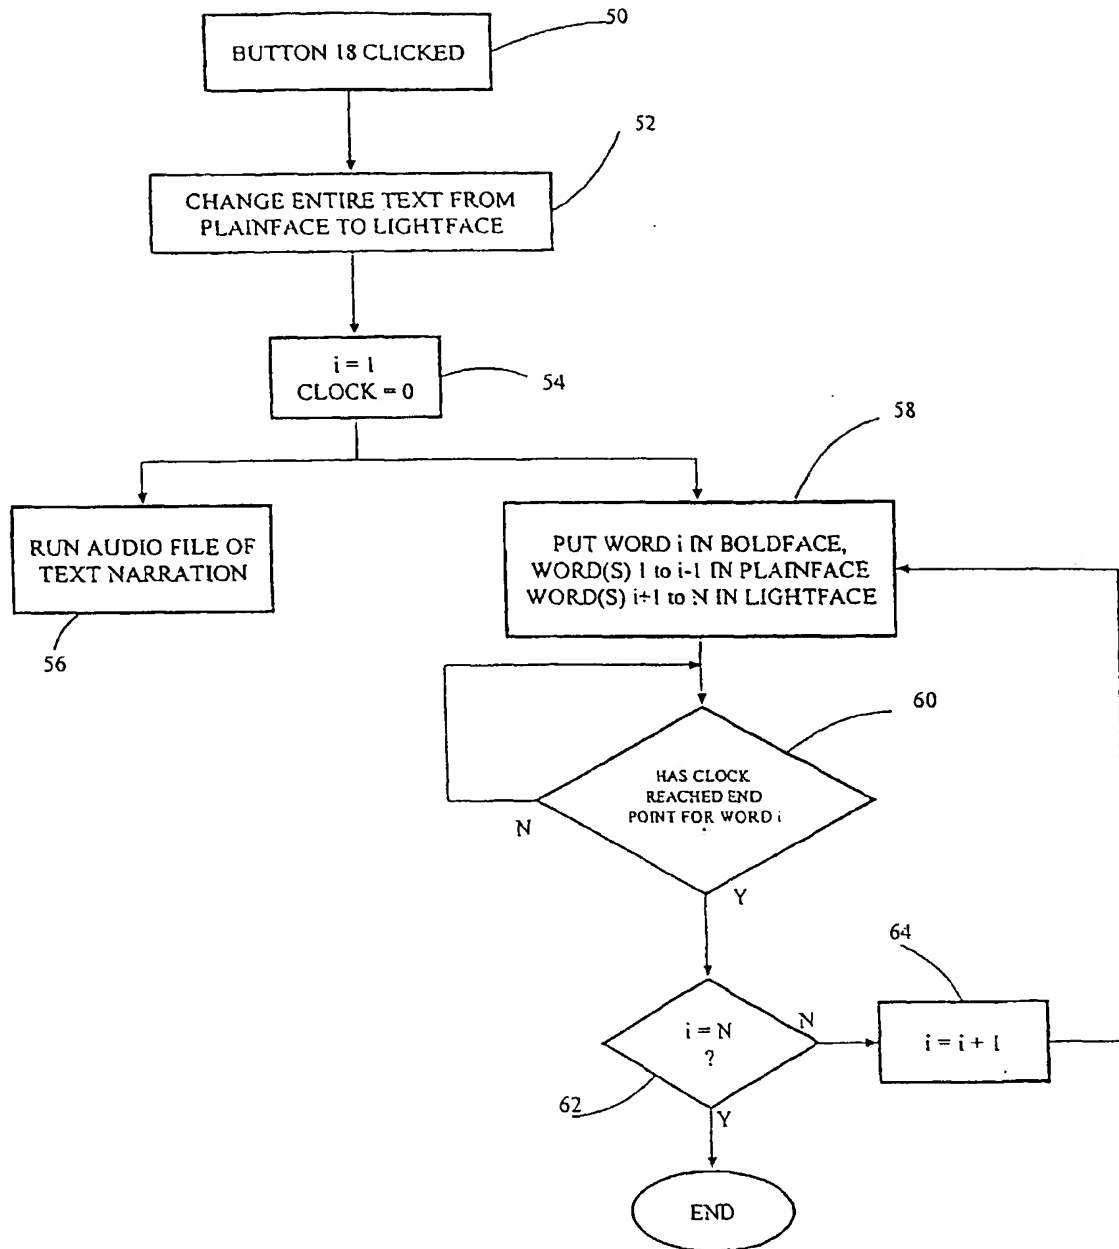 50
BUTTON 18 CLICKED
52
CHANGE ENTIRE TEXT FROM
PLAINFACE TO LIGHTFACE
i = 1
CLOCK = 0
54
58
RUN AUDIO FILE OF
TEXT NARRATION
56
PUT WORD i IN BOLDFACE,
WORD(S) 1 to i-1 IN PLAINFACE
WORD(S) i+1 to N IN LIGHTFACE
60
HAS CLOCK
REACHED END
POINT FOR WORD i
N
Y
64
i = N
?
N
i = i + 1
62
Y
END